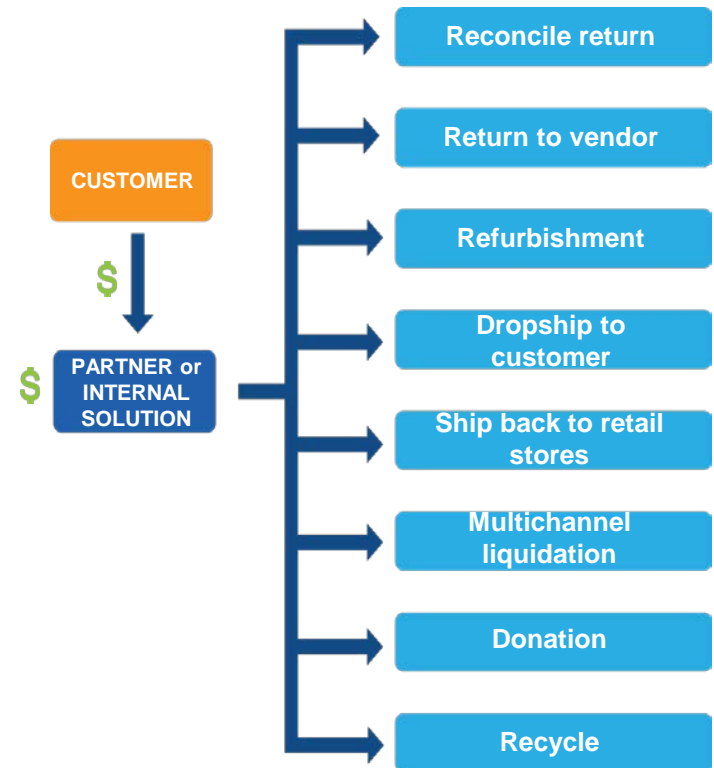 Reconcile return
Return to vendor
CUSTOMER
Refurbishment
$
Dropship to
customer
$
PARTNER or
INTERNAL
SOLUTION
Ship back to retail
stores
Multichannel
liquidation
Donation
Recycle